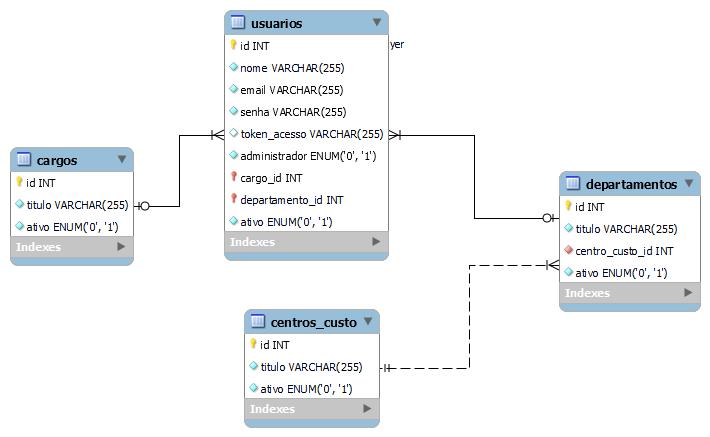 usuarios
id INT
yer
nome VARCHAR(255)
email VARCHAR(255)
senha VARCHAR(255)
token_acesso VARCHAR(255)
administrador ENUM('0', '1')
cargo_id INT
departamento_id INT
ativo ENUM('0', '1')
Indexes
cargos
id INT
titulo VARCHAR(255)
ativo ENUM('0', '1')
Indexes
departamentos
id INT
titulo VARCHAR(255)
centro_custo_id INT
ativo ENUM('0', '1')
Indexes
centros_custo
id INT
titulo VARCHAR(255)
ativo ENUM('0', '1')
Indexes